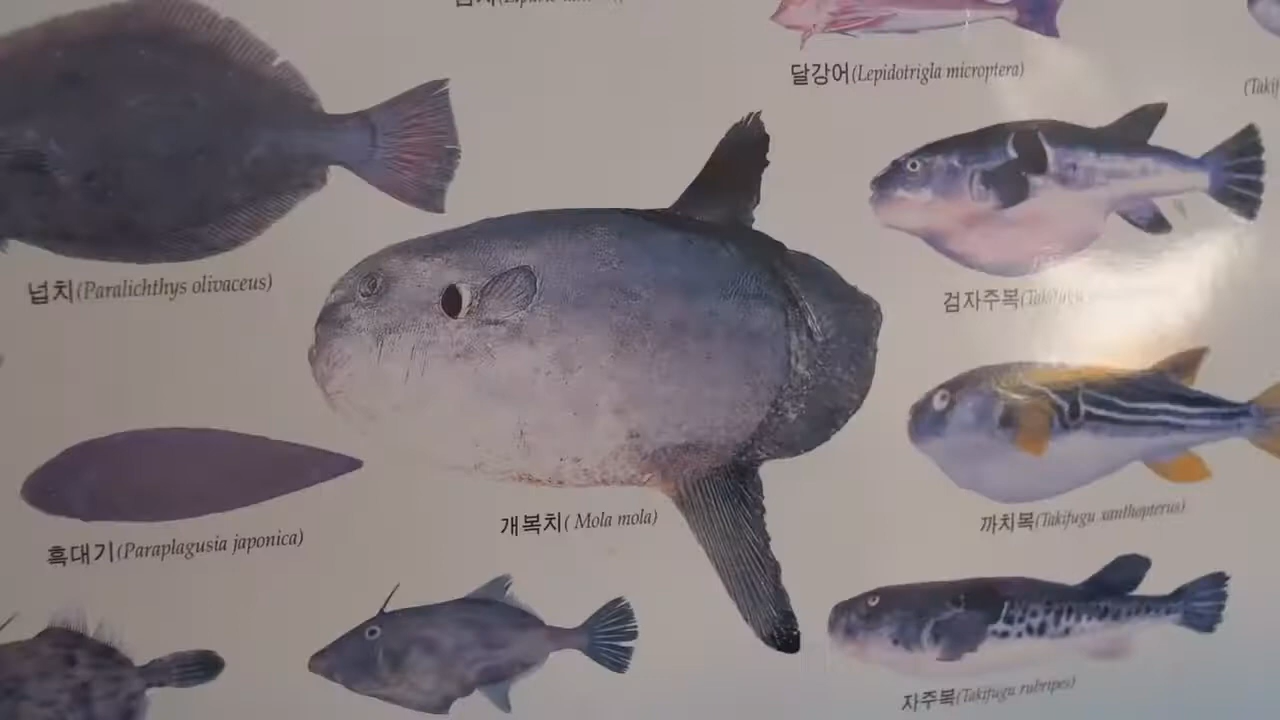 달강어(Lepidotrigla microptera)
넙치(Paralichthys olivaceus)
검자주복
개복치( Mola mola)
까치복(Takifugu xanthopterus)
흑대기(Paraplagusia japonica)
자주복(Takifugu rubripes)